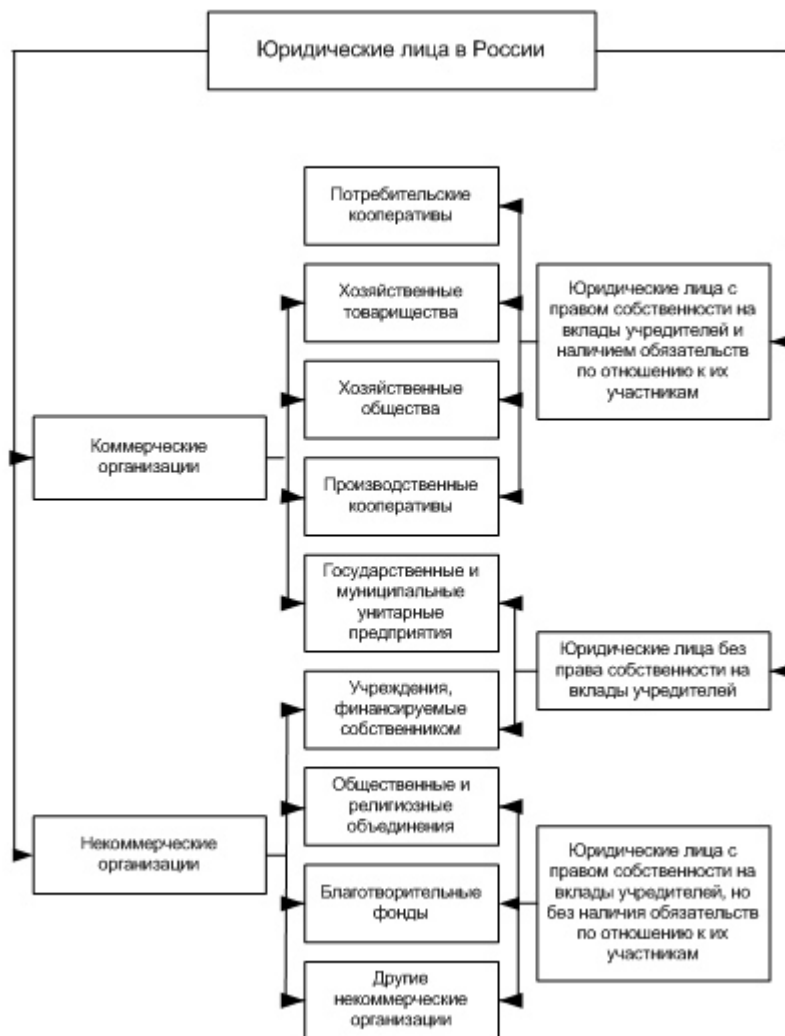 Юридические лица в России
Потребительские
кооперативы
Хозяйственные
товарищества
Юридические лица с
правом собственности на
вклады учредителей и
наличием обязательств
по отношению к их
участникам
Хозяйственные
общества
Коммерческие
организации
Производственные
кооперативы
Государственные и
муниципальные
унитарные
предприятия
Юридические лица без
права собственности на
вклады учредителей
Учреждения,
финансируемые
собственником
Общественные и
религиозные
объединения
Некоммерческие
организации
Юридические лица с
правом собственности на
вклады учредителей, но
без наличия обязательств
по отношению к их
участникам
Благотворительные
фонды
Другие
некоммерческие
организации